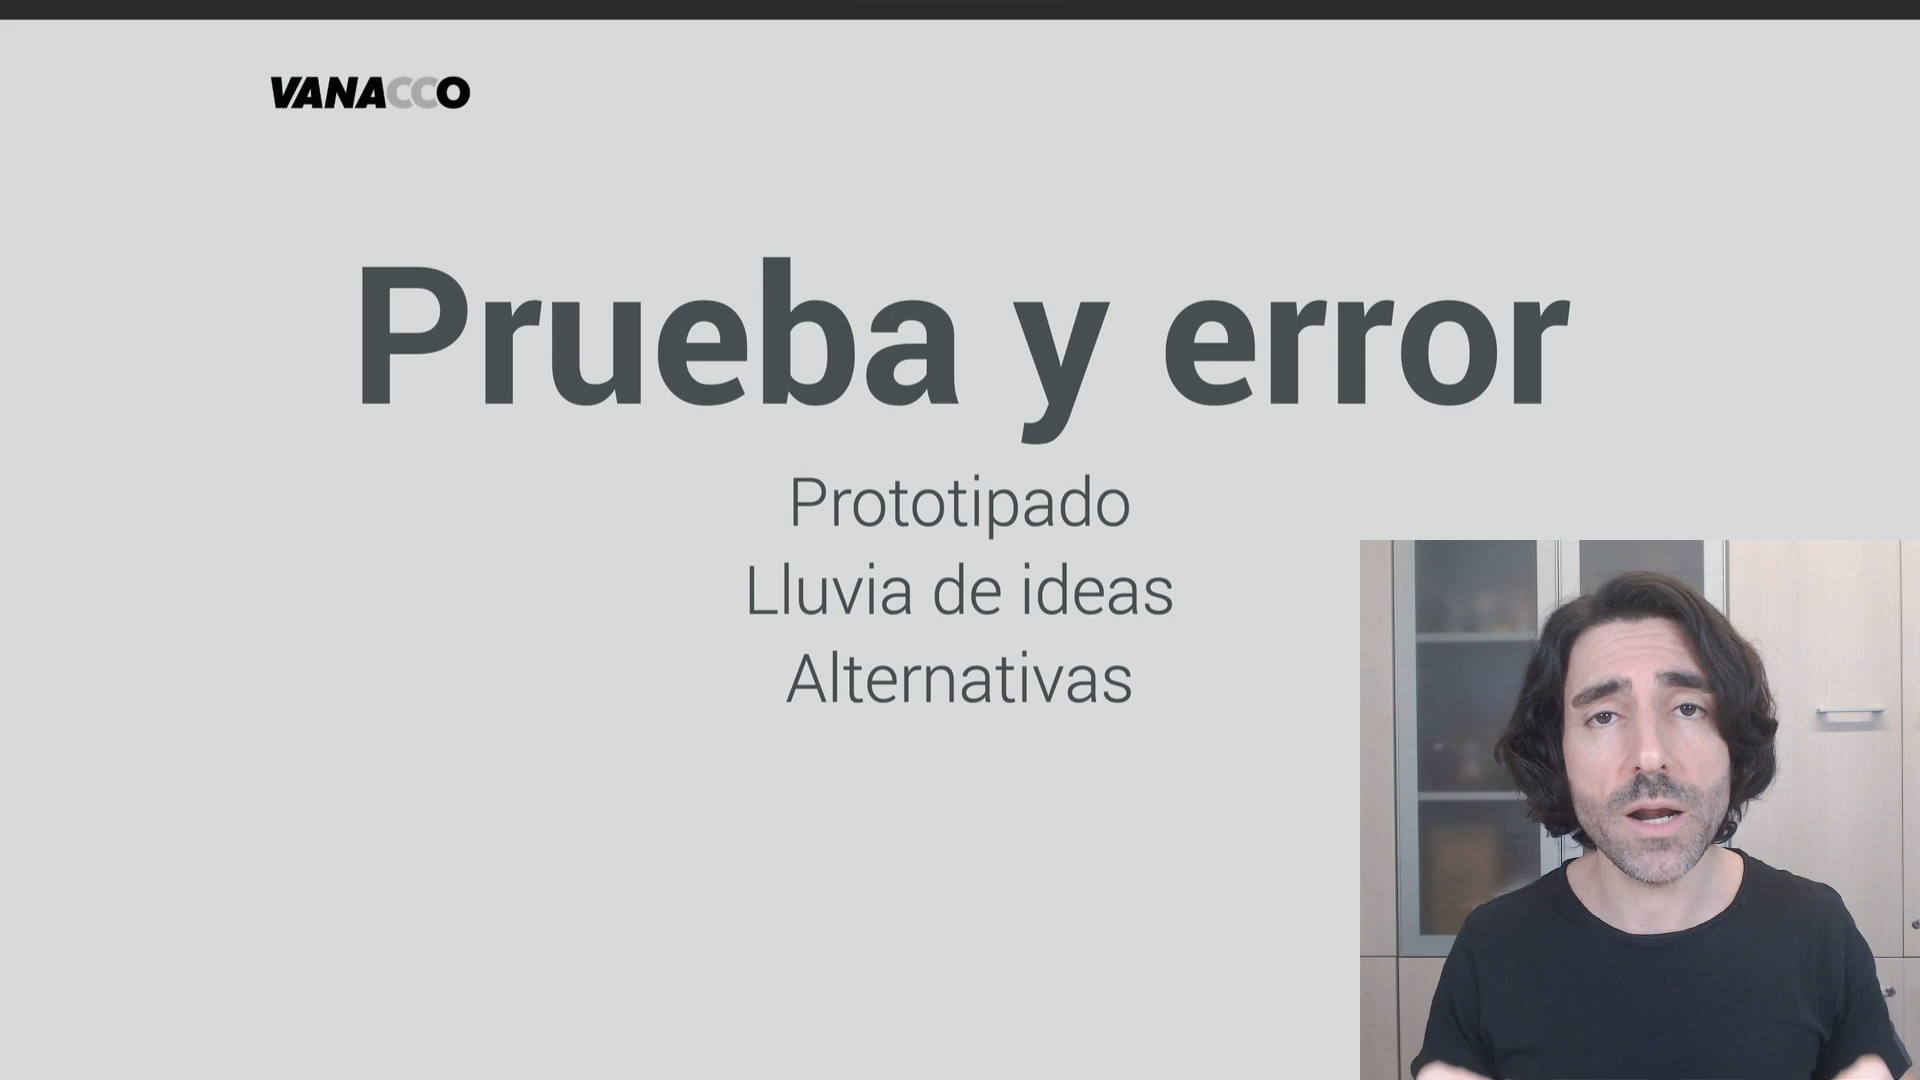 VANACCO
Prueba y error
Prototipado
Lluvia de ideas
Alternativas